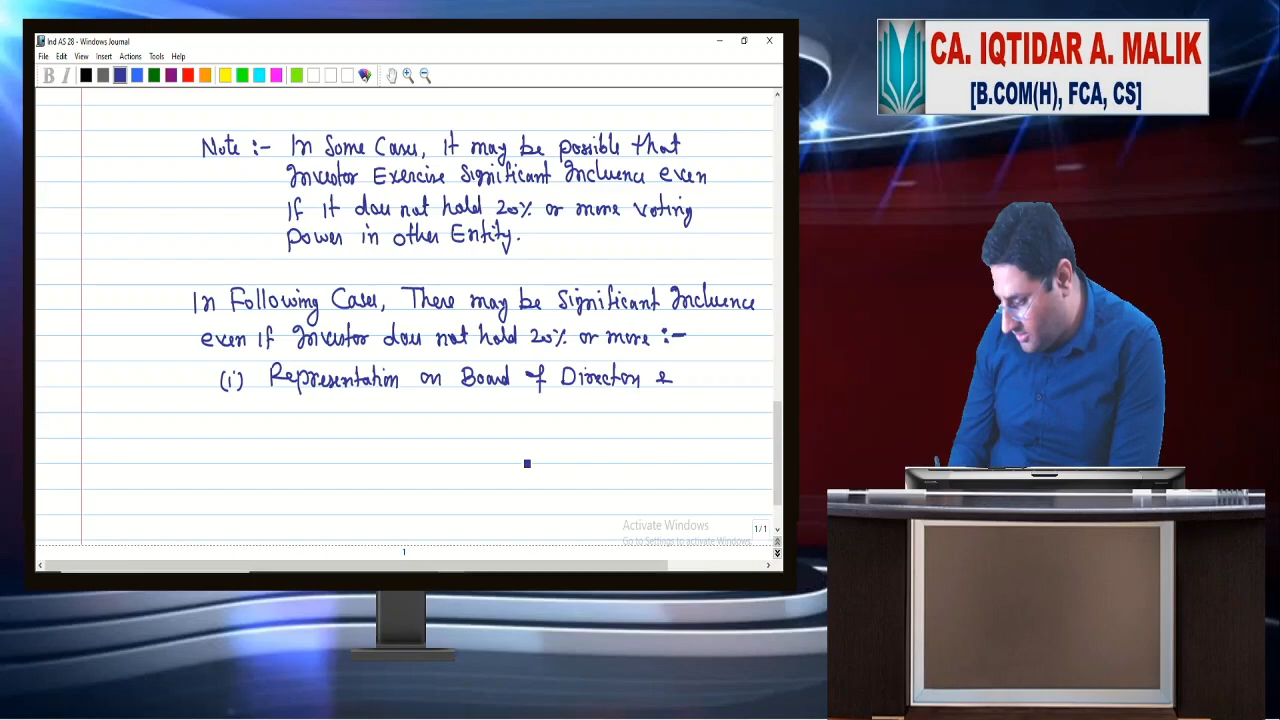 Ind AS 28 - Windows Journal
File Edit View Insert Actions Tools Help
B I
Note :- In Some Cases, It may be possible that
Investor Exercise Significant Incluence even
If it does not hold 20% or more voting
power in other Entity.
In Following Cases, There may be Significant Incluence
even if Investor does not hold 20% or more :-
(i) Representation on Board of Directors &
Activate Windows
Go to Settings to activate Windows.
1/1
1
CA. IQTIDAR A. MALIK
[B.COM(H), FCA, CS]